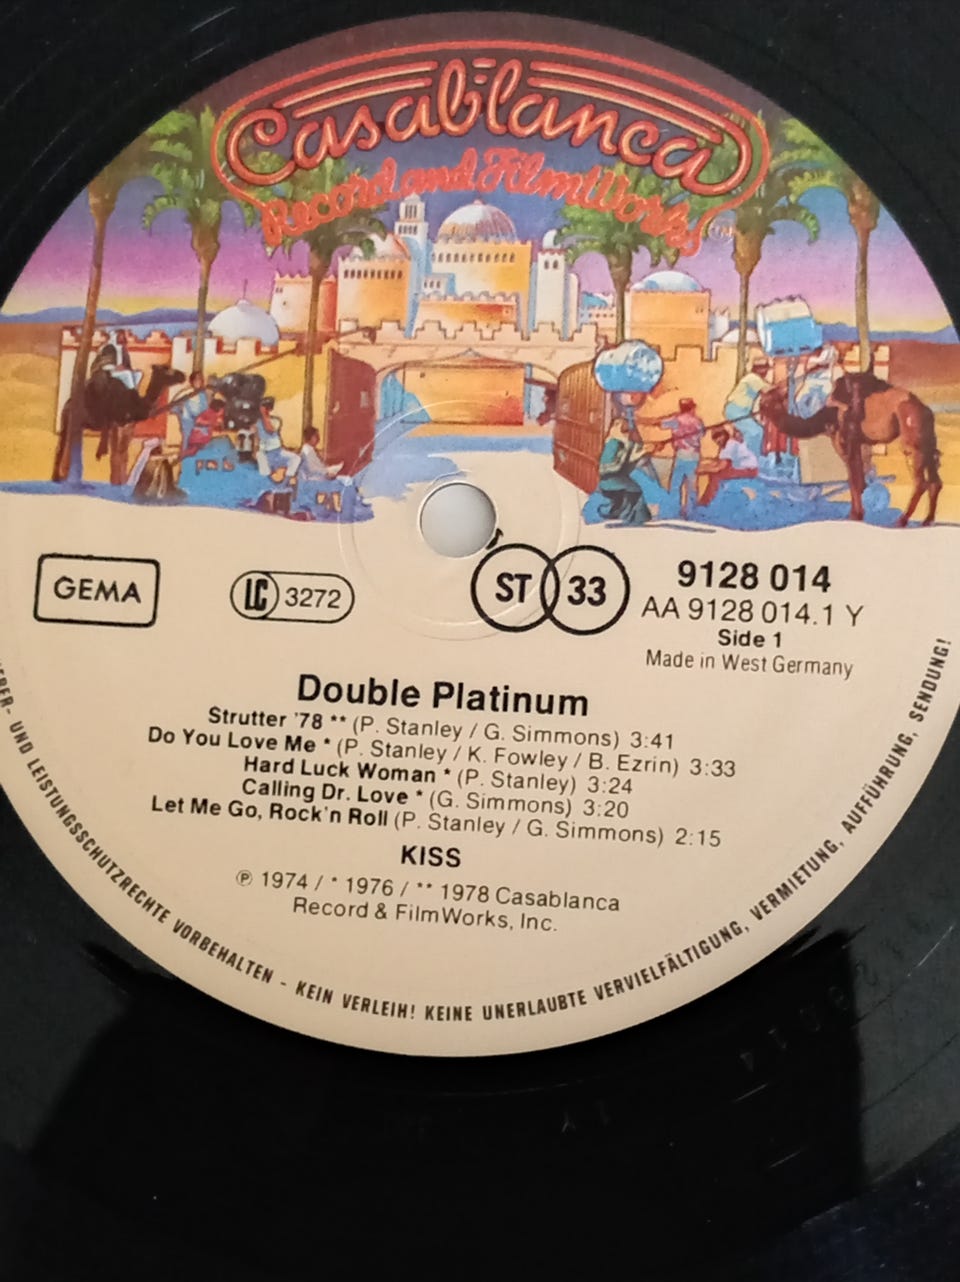 Casablanca
Record and FilmWorks
GEMA
LC 3272
ST 33
9128 014
AA 9128 014.1 Y
Side 1
Made in West Germany
Double Platinum
Strutter '78 ** (P. Stanley / G. Simmons) 3:41
Do You Love Me * (P. Stanley / K. Fowley / B. Ezrin) 3:33
Hard Luck Woman * (P. Stanley) 3:24
Calling Dr. Love * (G. Simmons) 3:20
Let Me Go, Rock'n Roll (P. Stanley / G. Simmons) 2:15
KISS
℗ 1974 / * 1976 / ** 1978 Casablanca
Record & FilmWorks, Inc.
UND LEISTUNGSSCHUTZRECHTE VORBEHALTEN - KEIN VERLEIH! KEINE UNERLAUBTE VERVIELFÄLTIGUNG, VERMIETUNG, AUFFÜHRUNG, SENDUNG!